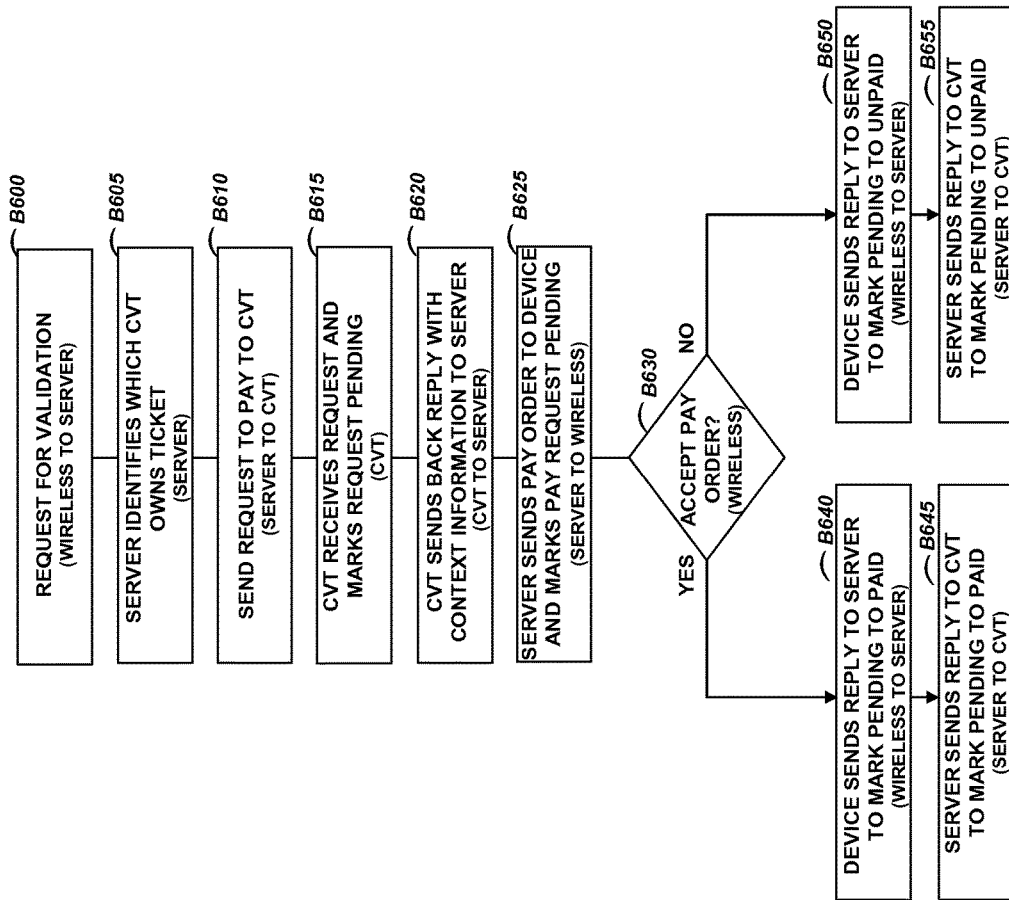 B600
REQUEST FOR VALIDATION
(WIRELESS TO SERVER)
B605
SERVER IDENTIFIES WHICH CVT
OWNS TICKET
(SERVER)
B610
SEND REQUEST TO PAY TO CVT
(SERVER TO CVT)
B615
CVT RECEIVES REQUEST AND
MARKS REQUEST PENDING
(CVT)
B620
CVT SENDS BACK REPLY WITH
CONTEXT INFORMATION TO SERVER
(CVT TO SERVER)
B625
SERVER SENDS PAY ORDER TO DEVICE
AND MARKS PAY REQUEST PENDING
(SERVER TO WIRELESS)
B630
ACCEPT PAY
ORDER?
(WIRELESS)
YES
NO
B640
DEVICE SENDS REPLY TO SERVER
TO MARK PENDING TO PAID
(WIRELESS TO SERVER)
B645
SERVER SENDS REPLY TO CVT
TO MARK PENDING TO PAID
(SERVER TO CVT)
B650
DEVICE SENDS REPLY TO SERVER
TO MARK PENDING TO UNPAID
(WIRELESS TO SERVER)
B655
SERVER SENDS REPLY TO CVT
TO MARK PENDING TO UNPAID
(SERVER TO CVT)